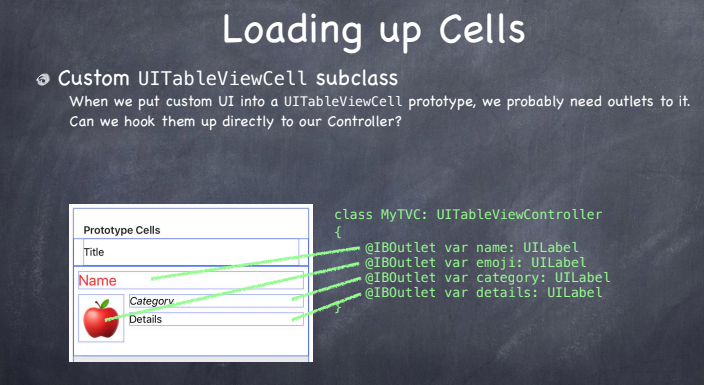 Loading up Cells
Custom UITableViewCell subclass
When we put custom UI into a UITableViewCell prototype, we probably need outlets to it.
Can we hook them up directly to our Controller?
Prototype Cells
Title
Name
Category
Details
class MyTVC: UITableViewController
{
@IBOutlet var name: UILabel
@IBOutlet var emoji: UILabel
@IBOutlet var category: UILabel
@IBOutlet var details: UILabel
}